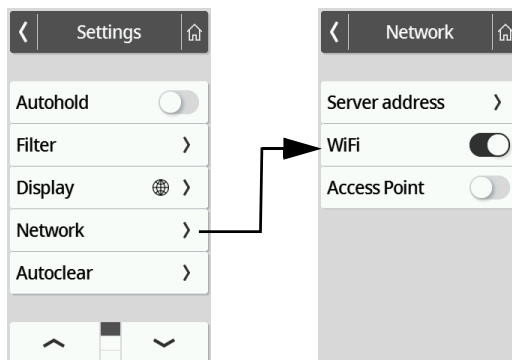 Settings
Autohold
Filter
Display
Network
Autoclear
Network
Server address
WiFi
Access Point